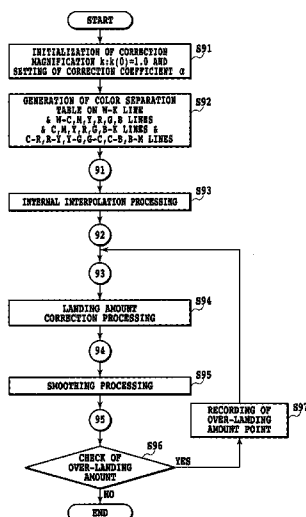 START
S91
INITIALIZATION OF CORRECTION
MAGNIFICATION k:k(0)=1.0 AND
SETTING OF CORRECTION COEFFICIENT α
S92
GENERATION OF COLOR SEPARATION
TABLE ON W-K LINE
& W-C,M,Y,R,G,B LINES
& C,M,Y,R,G,B-K LINES &
C-R,R-Y,Y-G,G-C,C-B,B-M LINES
91
S93
INTERNAL INTERPOLATION PROCESSING
92
93
S94
LANDING AMOUNT
CORRECTION PROCESSING
94
S95
SMOOTHING PROCESSING
95
S96
CHECK OF
OVER-LANDING
AMOUNT
YES
S97
RECORDING OF
OVER-LANDING
AMOUNT POINT
NO
END